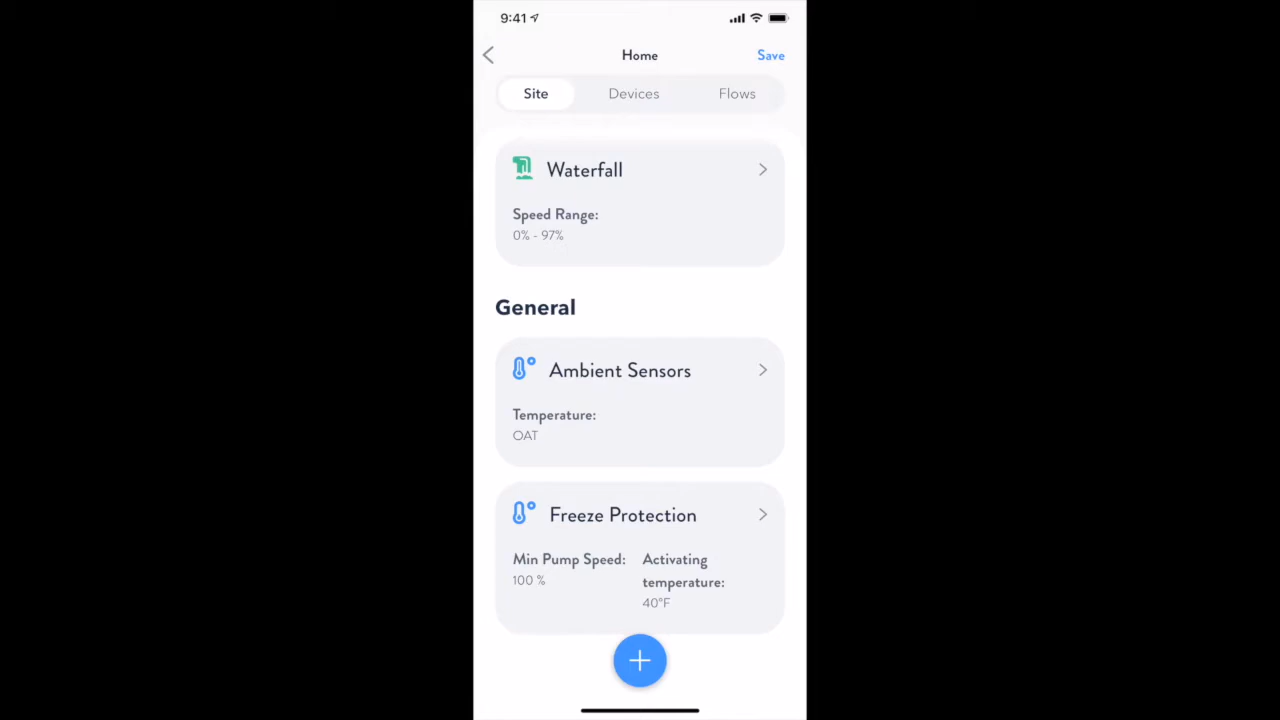 9:41
Home
Save
Site
Devices
Flows
Waterfall
Speed Range:
0% - 97%
General
Ambient Sensors
Temperature:
OAT
Freeze Protection
Min Pump Speed:
100 %
Activating
temperature:
40°F